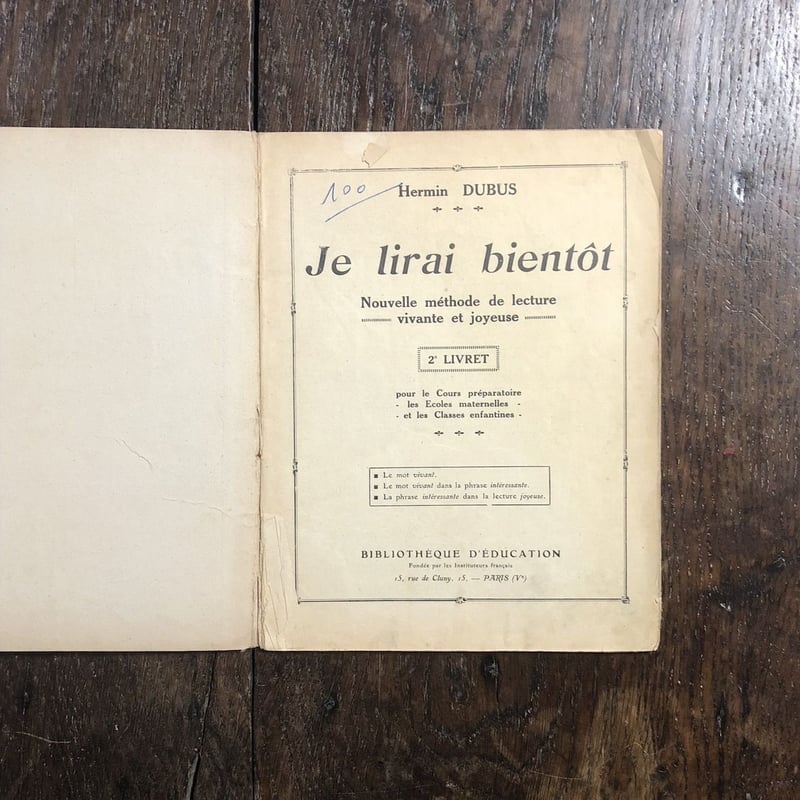 100
Hermin DUBUS
Je lirai bientôt
Nouvelle méthode de lecture
vivante et joyeuse
2e LIVRET
pour le Cours préparatoire
- les Ecoles maternelles -
- et les Classes enfantines -
■ Le mot vivant.
■ Le mot vivant dans la phrase intéressante.
■ La phrase intéressante dans la lecture joyeuse.
BIBLIOTHÈQUE D'ÉDUCATION
Fondée par les Instituteurs français
15, rue de Cluny, 15, — PARIS (Ve)